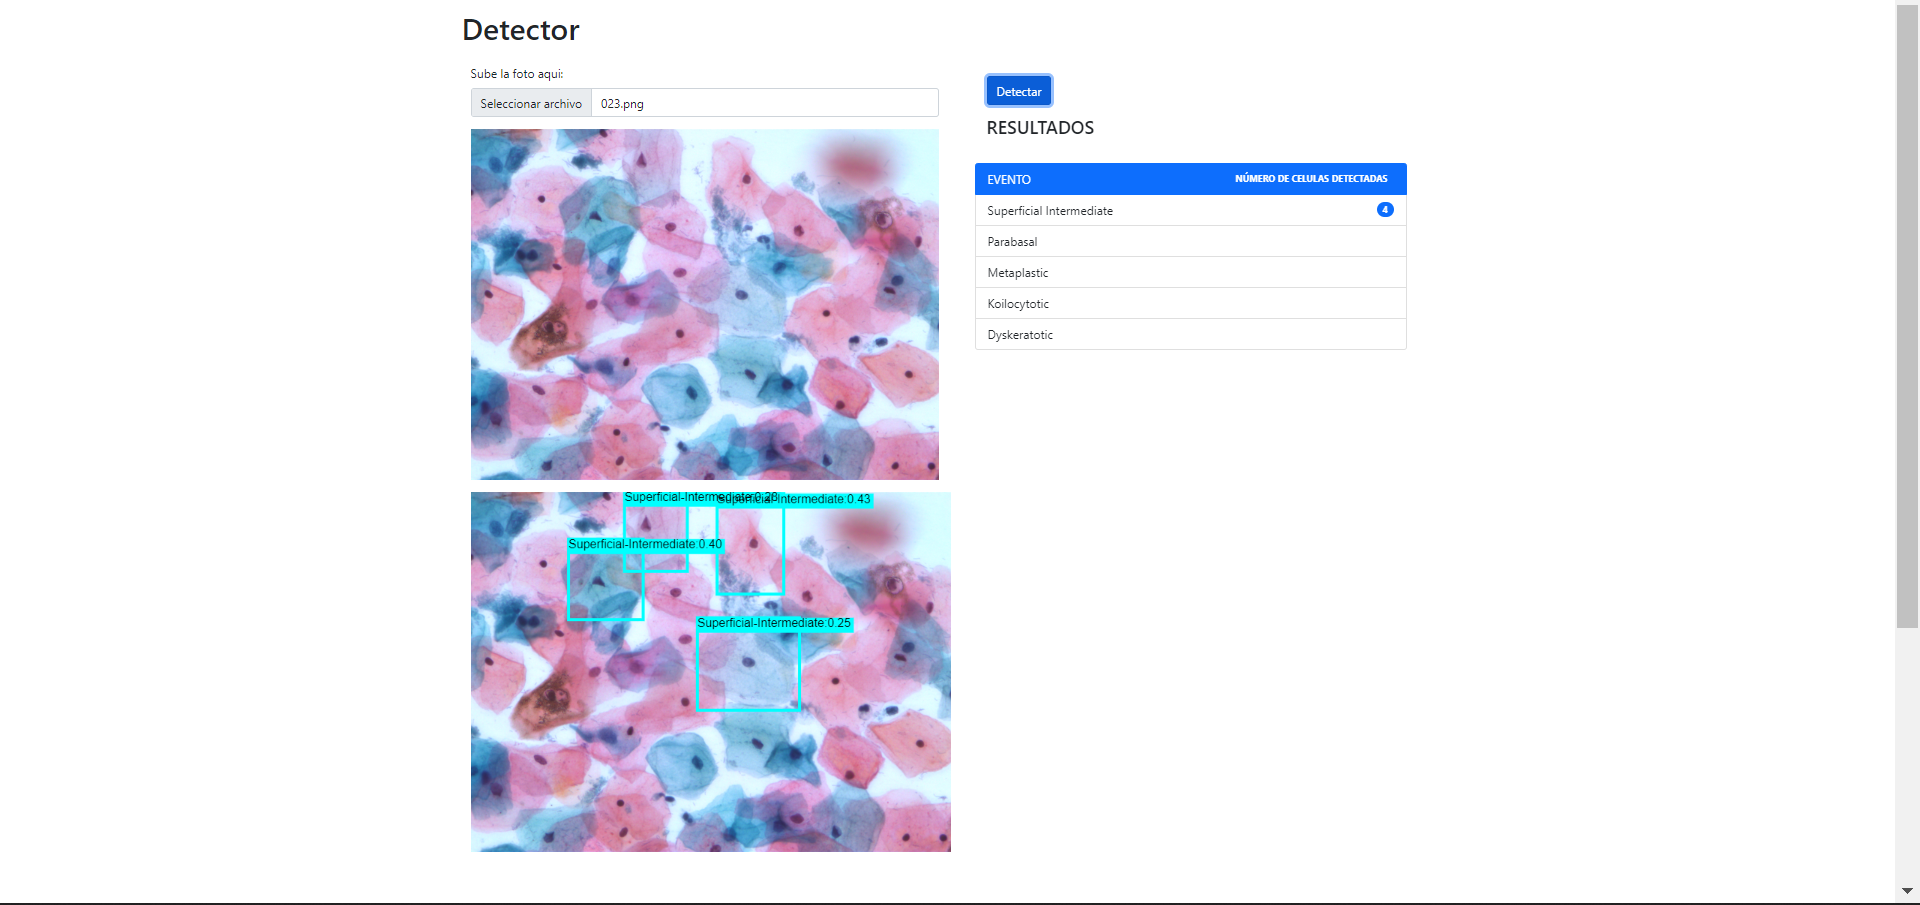 Detector
Sube la foto aqui:
Seleccionar archivo 023.png
Detectar
RESULTADOS
EVENTO NÚMERO DE CELULAS DETECTADAS
Superficial Intermediate 4
Parabasal
Metaplastic
Koilocytotic
Dyskeratotic
Superficial-Intermediate:0.28
Superficial-Intermediate:0.43
Superficial-Intermediate:0.40
Superficial-Intermediate:0.25